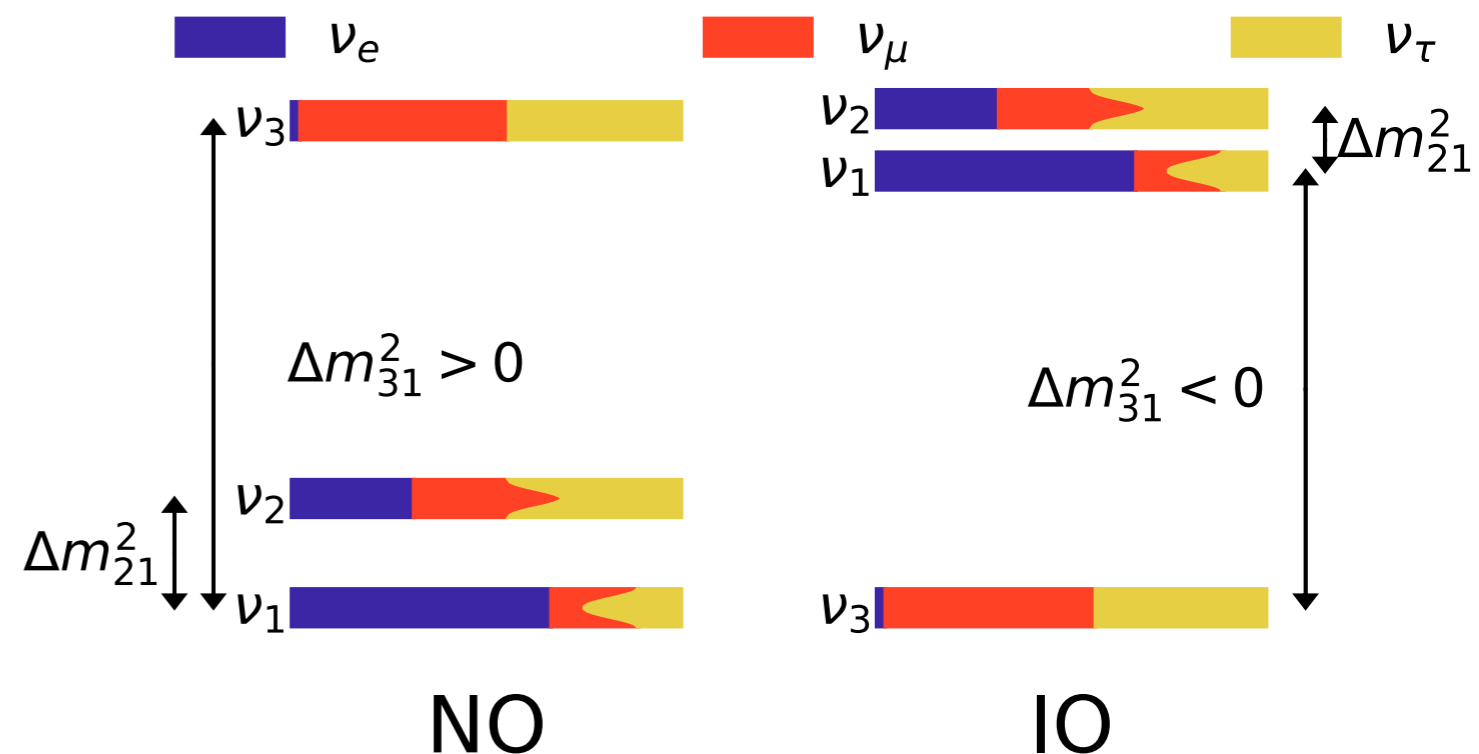 νe νμ ντ
ν3
ν2
ν1
Δm²21
Δm²31 > 0
Δm²31 < 0
ν2
Δm²21
ν1
ν3
NO IO